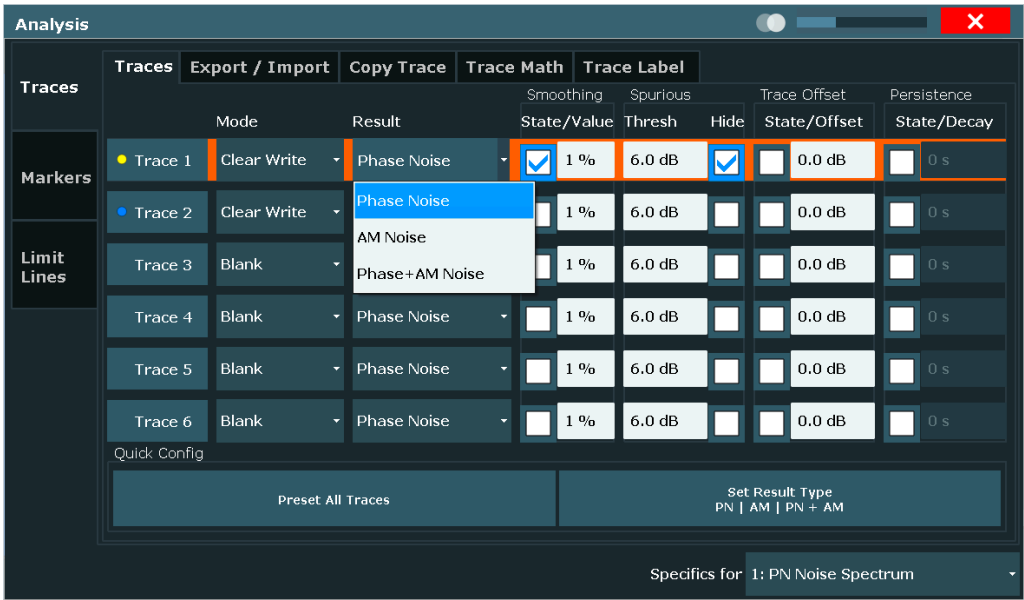 Analysis
Traces
Markers
Limit
Lines
Traces Export / Import Copy Trace Trace Math Trace Label
Smoothing Spurious Trace Offset Persistence
Mode Result State/Value Thresh Hide State/Offset State/Decay
Trace 1 Clear Write Phase Noise 1 % 6.0 dB 0.0 dB 0 s
Phase Noise
AM Noise
Phase+AM Noise
Trace 2 Clear Write 1 % 6.0 dB 0.0 dB 0 s
Trace 3 Blank 1 % 6.0 dB 0.0 dB 0 s
Trace 4 Blank Phase Noise 1 % 6.0 dB 0.0 dB 0 s
Trace 5 Blank Phase Noise 1 % 6.0 dB 0.0 dB 0 s
Trace 6 Blank Phase Noise 1 % 6.0 dB 0.0 dB 0 s
Quick Config
Preset All Traces
Set Result Type
PN | AM | PN + AM
Specifics for 1: PN Noise Spectrum